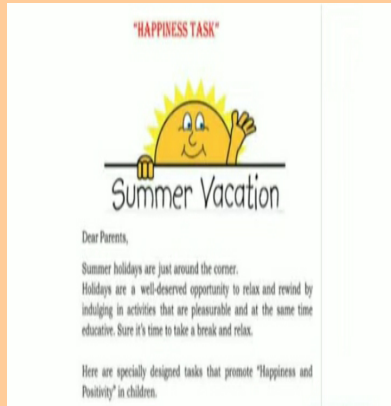 "HAPPINESS TASK"
Summer Vacation
Dear Parents,
Summer holidays are just around the corner.
Holidays are a well-deserved opportunity to relax and rewind by
indulging in activities that are pleasurable and at the same time
educative. Sure it's time to take a break and relax.
Here are specially designed tasks that promote "Happiness and
Positivity" in children.